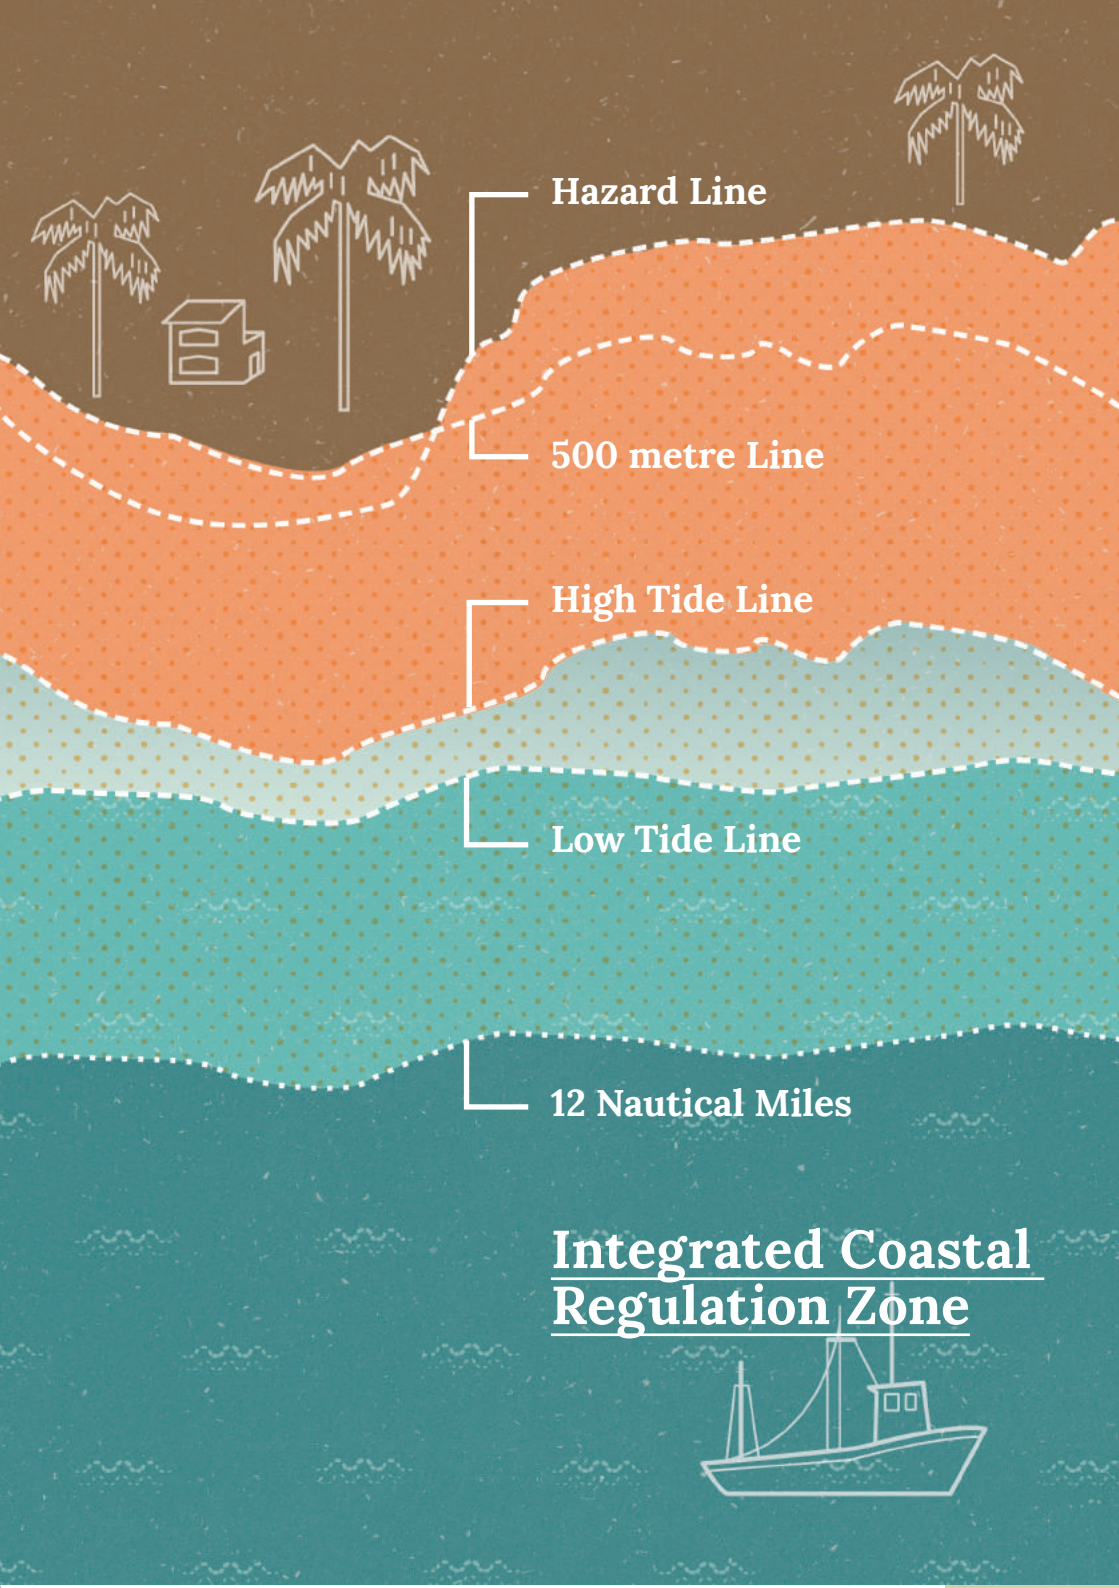 Hazard Line
500 metre Line
High Tide Line
Low Tide Line
12 Nautical Miles
Integrated Coastal
Regulation Zone